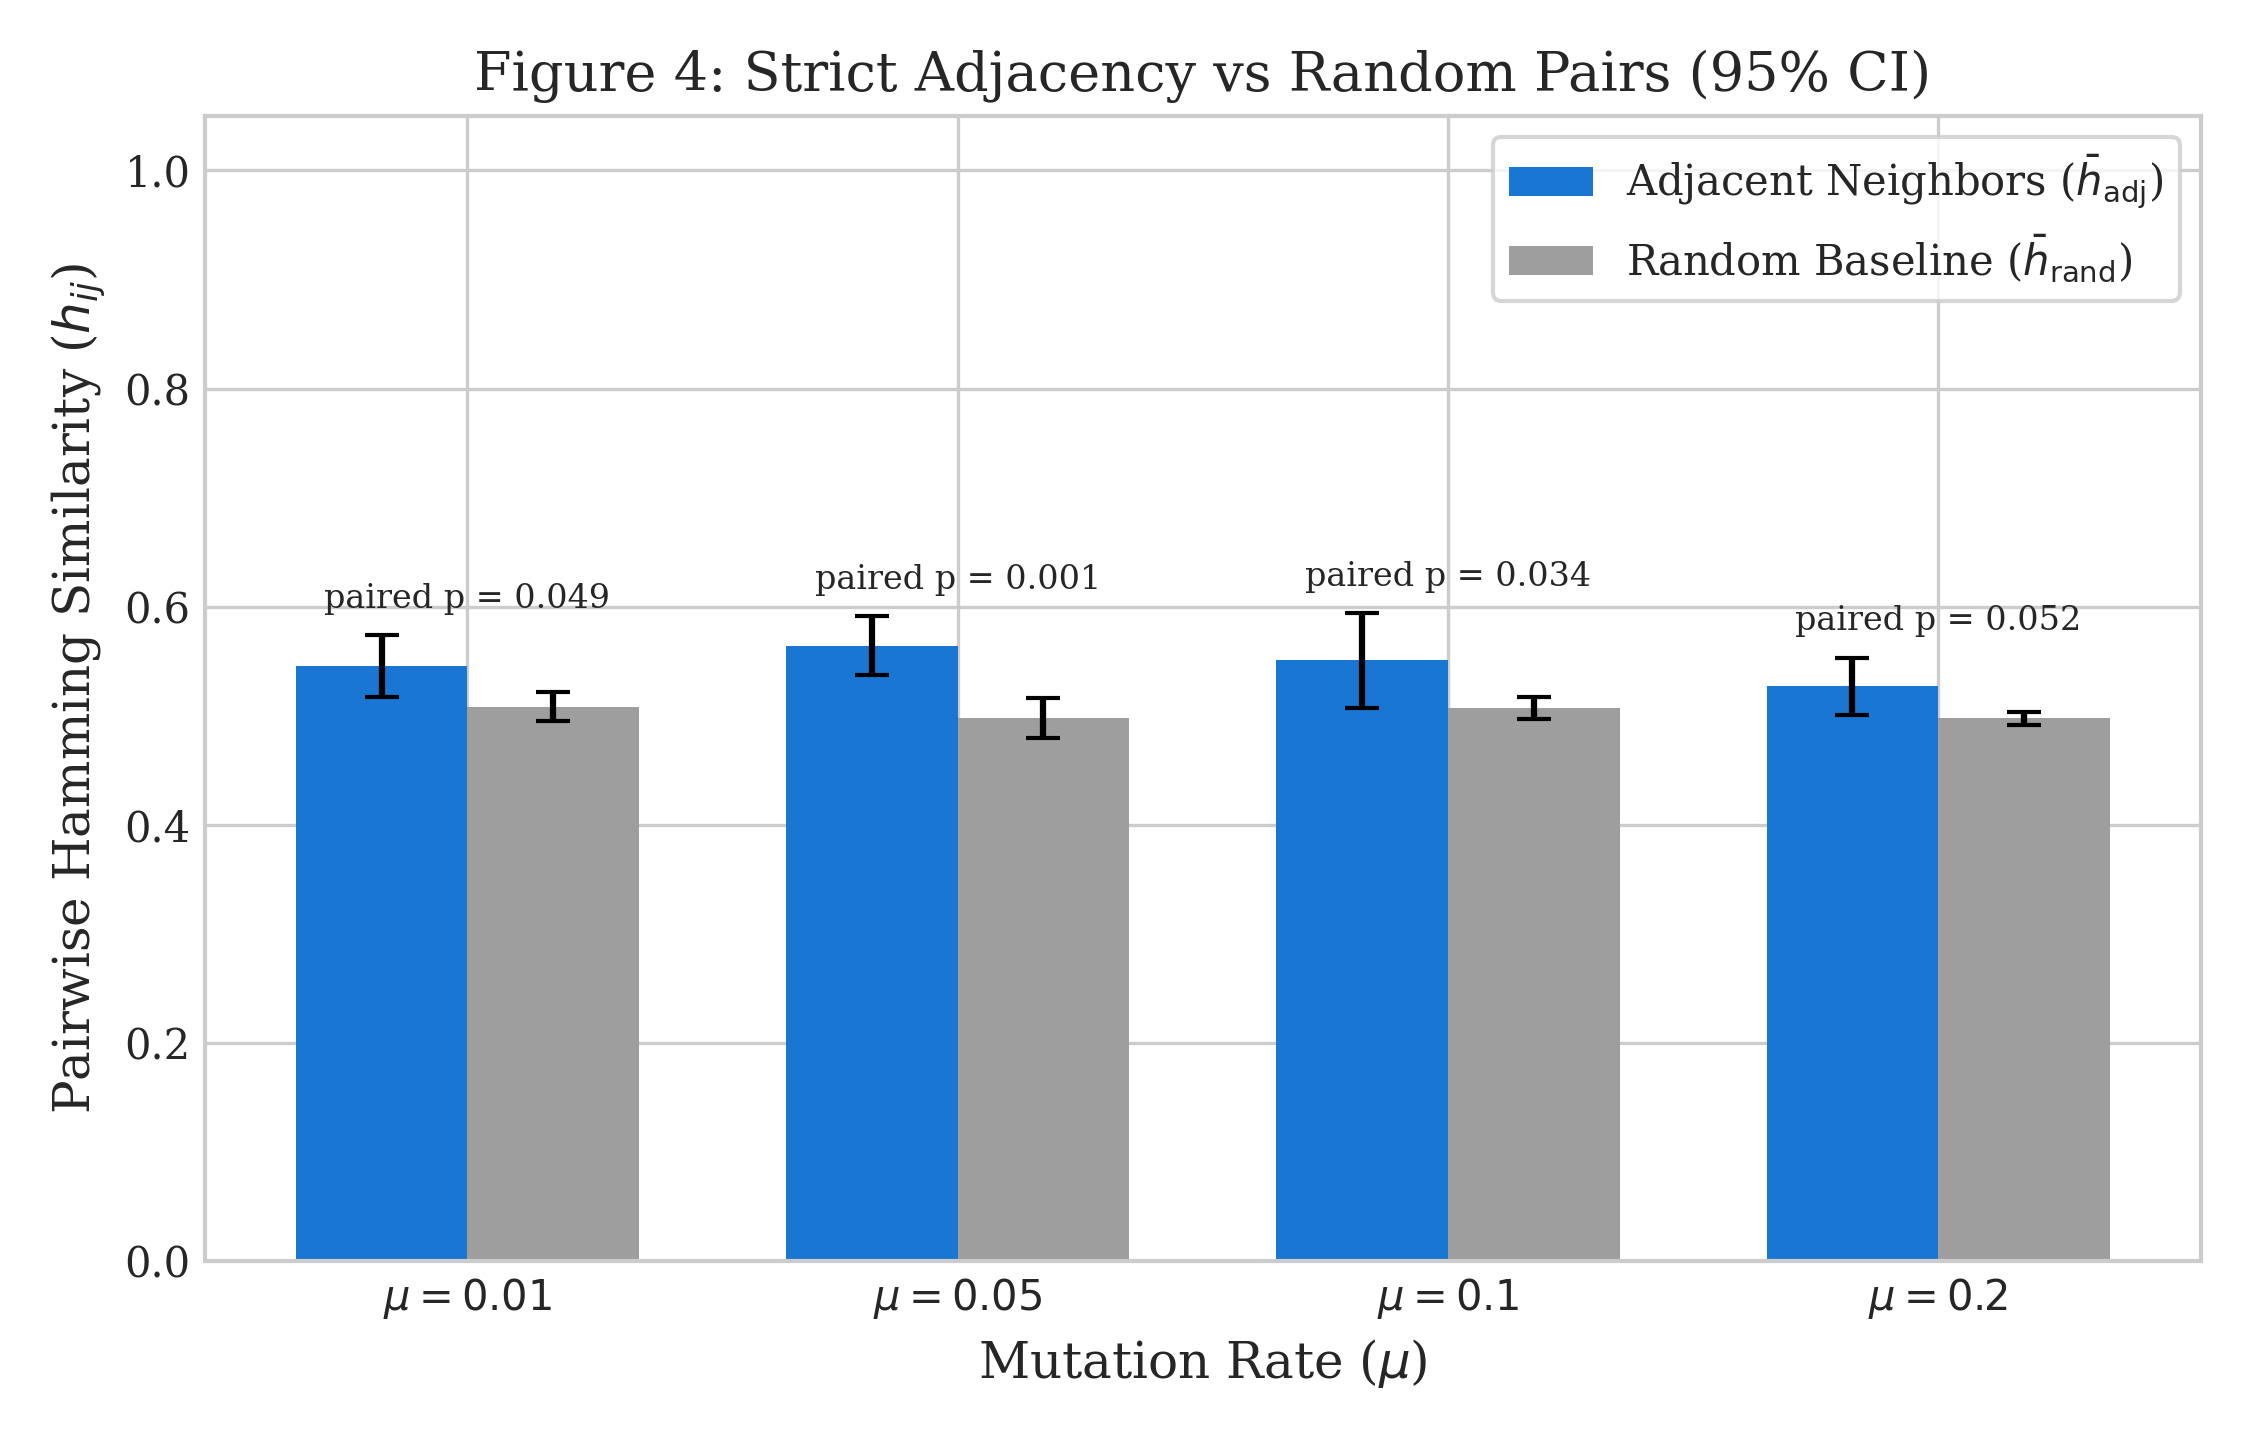 Figure 4: Strict Adjacency vs Random Pairs (95% CI)
Adjacent Neighbors (h̄adj)
Random Baseline (h̄rand)
Pairwise Hamming Similarity (hij)
1.0
0.8
0.6
0.4
0.2
0.0
paired p = 0.049
paired p = 0.001
paired p = 0.034
paired p = 0.052
μ = 0.01
μ = 0.05
μ = 0.1
μ = 0.2
Mutation Rate (μ)